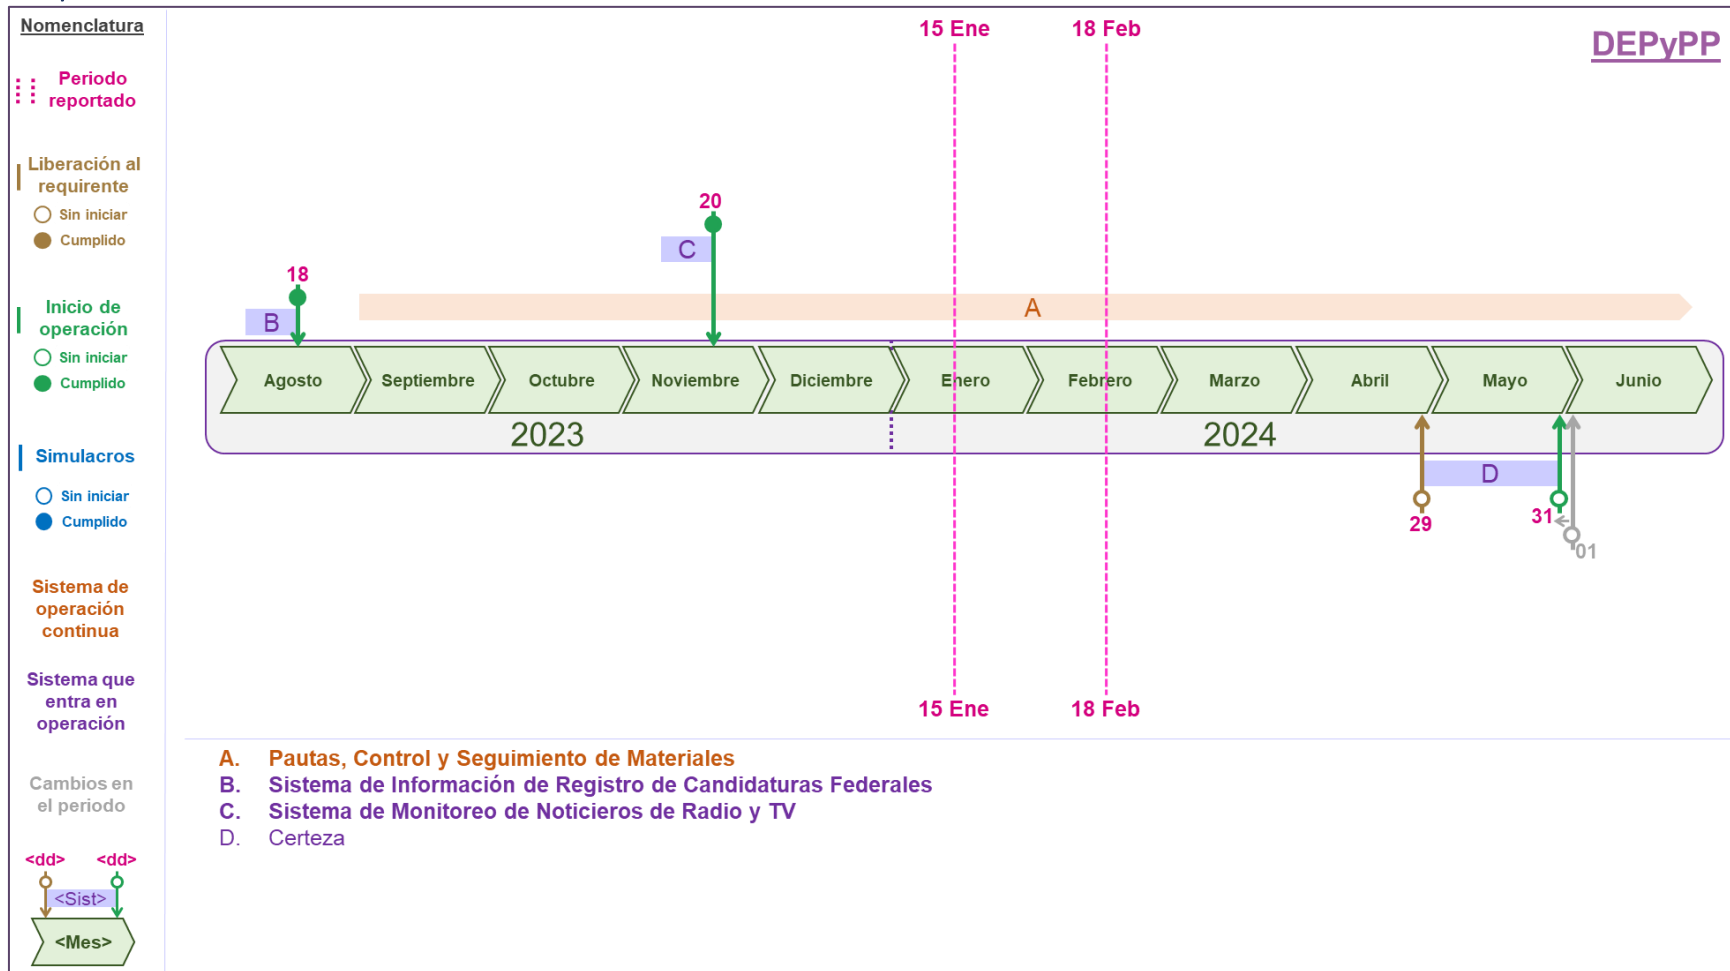 Nomenclatura
Periodo
reportado
Liberación al
requirente
Sin iniciar
Cumplido
Inicio de
operación
Sin iniciar
Cumplido
Simulacros
Sin iniciar
Cumplido
Sistema de
operación
continua
Sistema que
entra en
operación
Cambios en
el periodo
<dd> <dd>
<Sist>
<Mes>
15 Ene 18 Feb
DEPyPP
20
C
18
B
A
Agosto Septiembre Octubre Noviembre Diciembre Enero Febrero Marzo Abril Mayo Junio
2023 2024
D
29 31
01
15 Ene 18 Feb
A. Pautas, Control y Seguimiento de Materiales
B. Sistema de Información de Registro de Candidaturas Federales
C. Sistema de Monitoreo de Noticieros de Radio y TV
D. Certeza